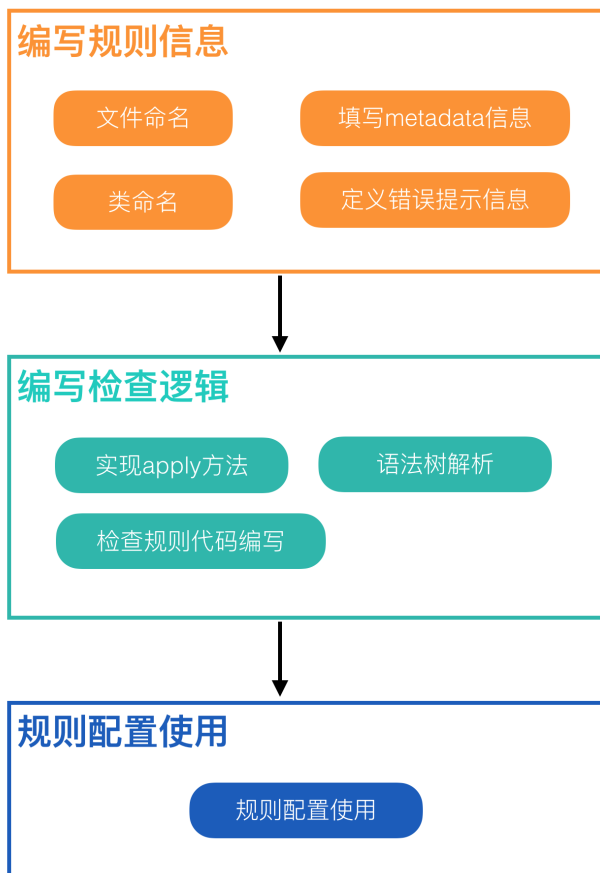 编写规则信息
文件命名
填写metadata信息
类命名
定义错误提示信息
编写检查逻辑
实现apply方法
语法树解析
检查规则代码编写
规则配置使用
规则配置使用